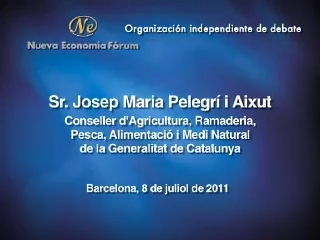 Ne
Organización independiente de debate
Nueva Economía Fórum
Sr. Josep Maria Pelegrí i Aixut
Conseller d'Agricultura, Ramaderia,
Pesca, Alimentació i Medi Natural
de la Generalitat de Catalunya
Barcelona, 8 de juliol de 2011